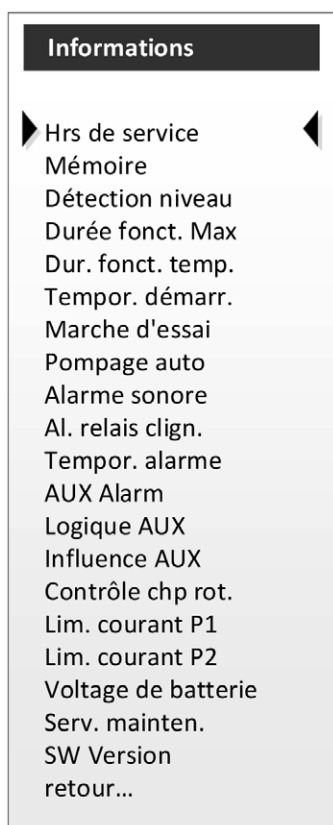 Informations
Hrs de service
Mémoire
Détection niveau
Durée fonct. Max
Dur. fonct. temp.
Tempor. démarr.
Marche d'essai
Pompage auto
Alarme sonore
Al. relais clign.
Tempor. alarme
AUX Alarm
Logique AUX
Influence AUX
Contrôle chp rot.
Lim. courant P1
Lim. courant P2
Voltage de batterie
Serv. mainten.
SW Version
retour...